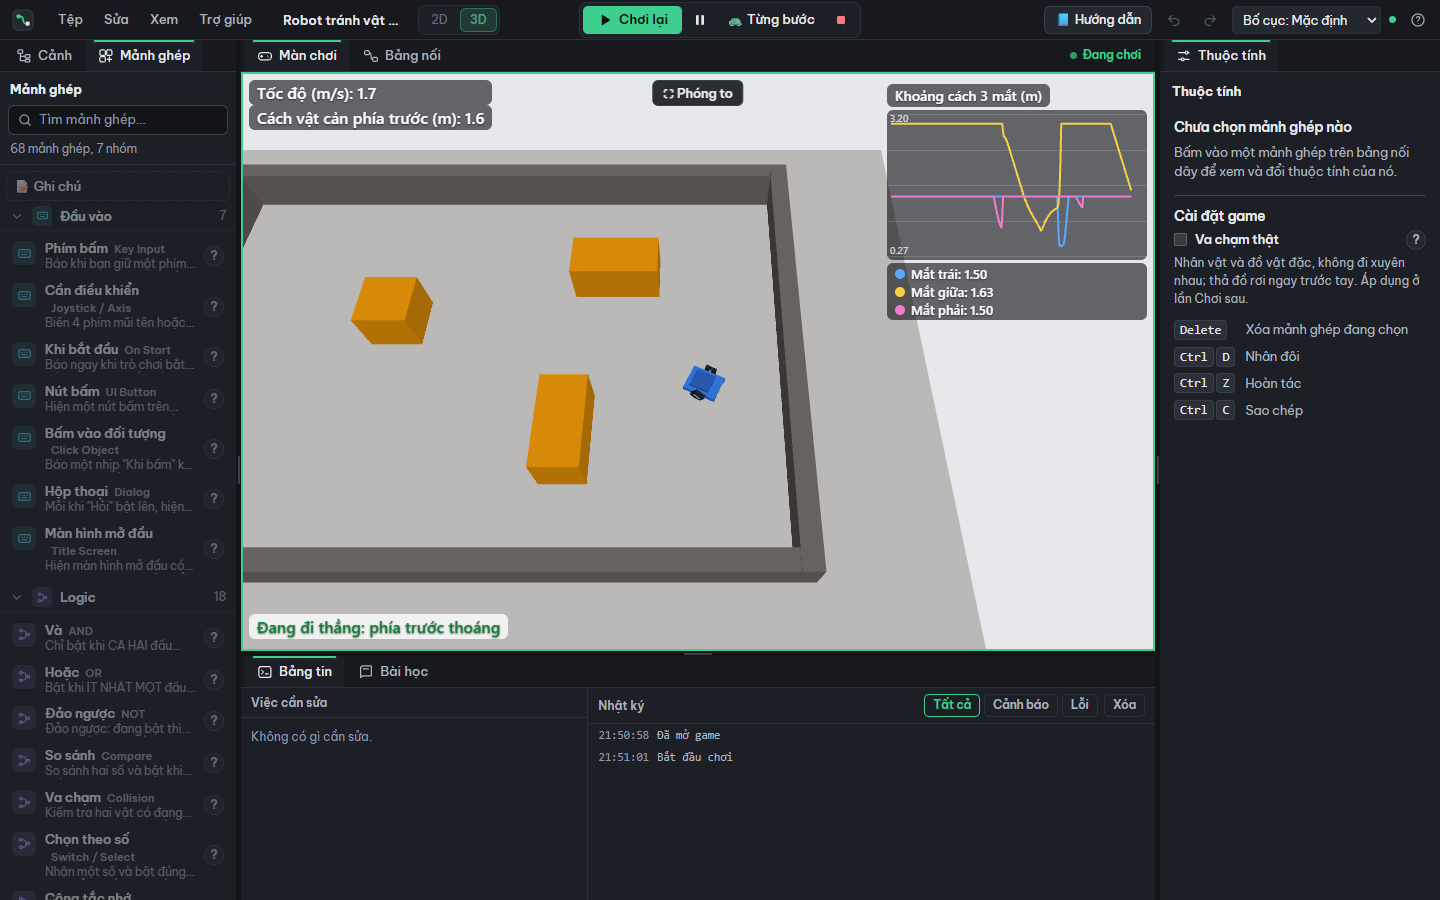 Tệp
Sửa
Xem
Trợ giúp
Robot tránh vật ...
2D
3D
Chơi lại
Từng bước
Hướng dẫn
Bố cục: Mặc định
Cảnh
Mảnh ghép
Mảnh ghép
Tìm mảnh ghép...
68 mảnh ghép, 7 nhóm
Ghi chú
Đầu vào 7
Phím bấm Key Input
Báo khi bạn giữ một phím...
Cần điều khiển
Joystick / Axis
Biến 4 phím mũi tên hoặc...
Khi bắt đầu On Start
Báo ngay khi trò chơi bắt...
Nút bấm UI Button
Hiện một nút bấm trên...
Bấm vào đối tượng
Click Object
Báo một nhịp "Khi bấm" k...
Hộp thoại Dialog
Mỗi khi "Hỏi" bật lên, hiện...
Màn hình mở đầu
Title Screen
Hiện màn hình mở đầu có...
Logic 18
Và AND
Chỉ bật khi CẢ HAI đầu...
Hoặc OR
Bật khi ÍT NHẤT MỘT đầu...
Đảo ngược NOT
Đảo ngược: đang bật thì...
So sánh Compare
So sánh hai số và bật khi...
Va chạm Collision
Kiểm tra hai vật có đang...
Chọn theo số
Switch / Select
Nhận một số và bật đúng...
Công tắc nhớ
Màn chơi
Bảng nối
Đang chơi
Tốc độ (m/s): 1.7
Cách vật cản phía trước (m): 1.6
Phóng to
Khoảng cách 3 mắt (m)
3.20
0.27
Mắt trái: 1.50
Mắt giữa: 1.63
Mắt phải: 1.50
Đang đi thẳng: phía trước thoáng
Bảng tin
Bài học
Việc cần sửa
Không có gì cần sửa.
Nhật ký
Tất cả
Cảnh báo
Lỗi
Xóa
21:50:58 Đã mở game
21:51:01 Bắt đầu chơi
Thuộc tính
Thuộc tính
Chưa chọn mảnh ghép nào
Bấm vào một mảnh ghép trên bảng nối
dây để xem và đổi thuộc tính của nó.
Cài đặt game
Va chạm thật
?
Nhân vật và đồ vật đặc, không đi xuyên
nhau; thả đồ rơi ngay trước tay. Áp dụng ở
lần Chơi sau.
Delete Xóa mảnh ghép đang chọn
Ctrl D Nhân đôi
Ctrl Z Hoàn tác
Ctrl C Sao chép